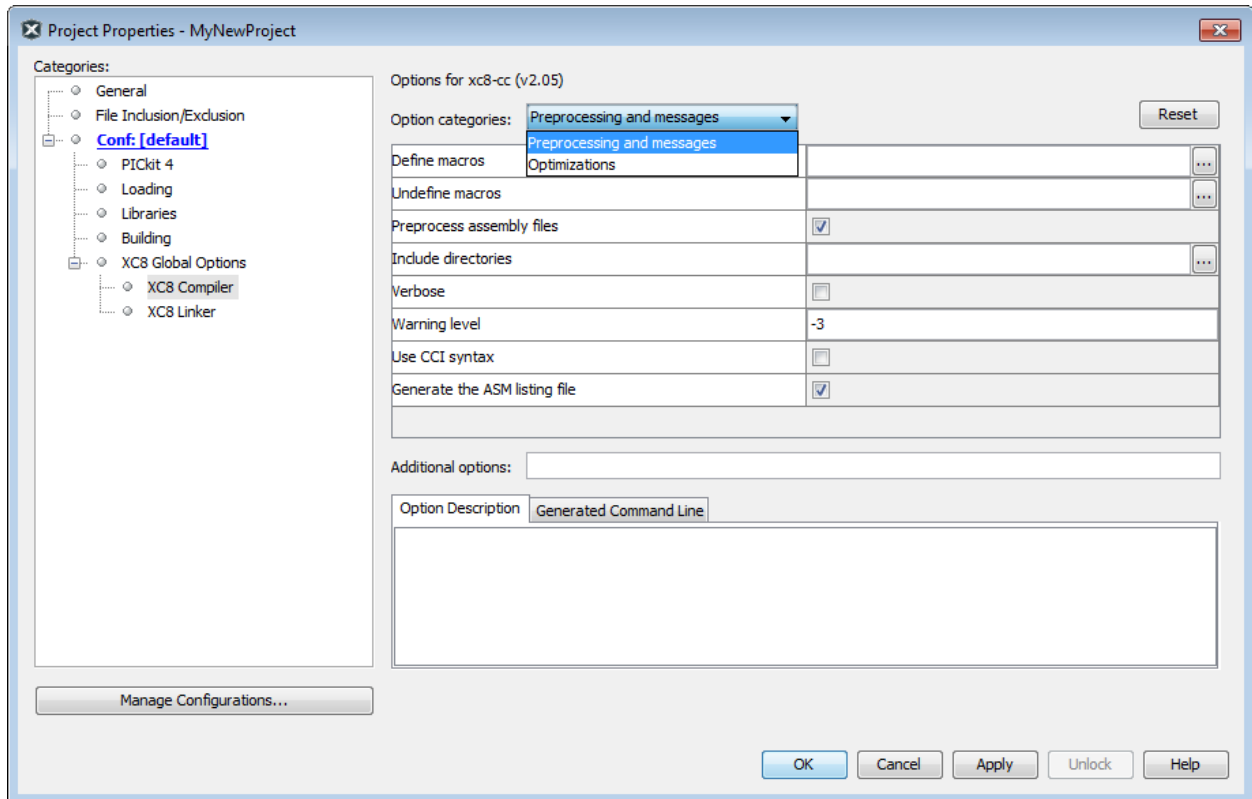 Project Properties - MyNewProject
Categories:
General
File Inclusion/Exclusion
Conf: [default]
PICkit 4
Loading
Libraries
Building
XC8 Global Options
XC8 Compiler
XC8 Linker
Manage Configurations...
Options for xc8-cc (v2.05)
Option categories: Preprocessing and messages Reset
Preprocessing and messages
Optimizations
Define macros ...
Undefine macros ...
Preprocess assembly files
Include directories ...
Verbose
Warning level -3
Use CCI syntax
Generate the ASM listing file
Additional options:
Option Description Generated Command Line
OK Cancel Apply Unlock Help